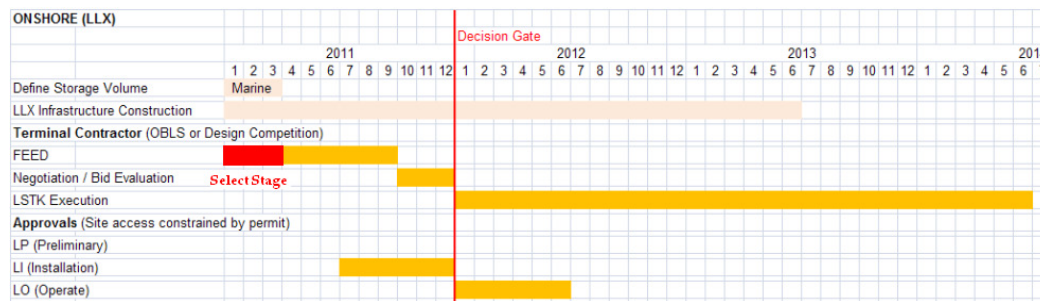 ONSHORE (LLX)
Decision Gate
2011 2012 2013 201
1 2 3 4 5 6 7 8 9 10 11 12 1 2 3 4 5 6 7 8 9 10 11 12 1 2 3 4 5 6 7 8 9 10 11 12 1 2 3 4 5 6
Define Storage Volume Marine
LLX Infrastructure Construction
Terminal Contractor (OBLS or Design Competition)
FEED
Negotiation / Bid Evaluation Select Stage
LSTK Execution
Approvals (Site access constrained by permit)
LP (Preliminary)
LI (Installation)
LO (Operate)